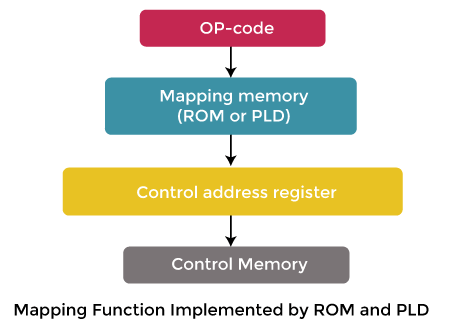 OP-code
Mapping memory
(ROM or PLD)
Control address register
Control Memory
Mapping Function Implemented by ROM and PLD